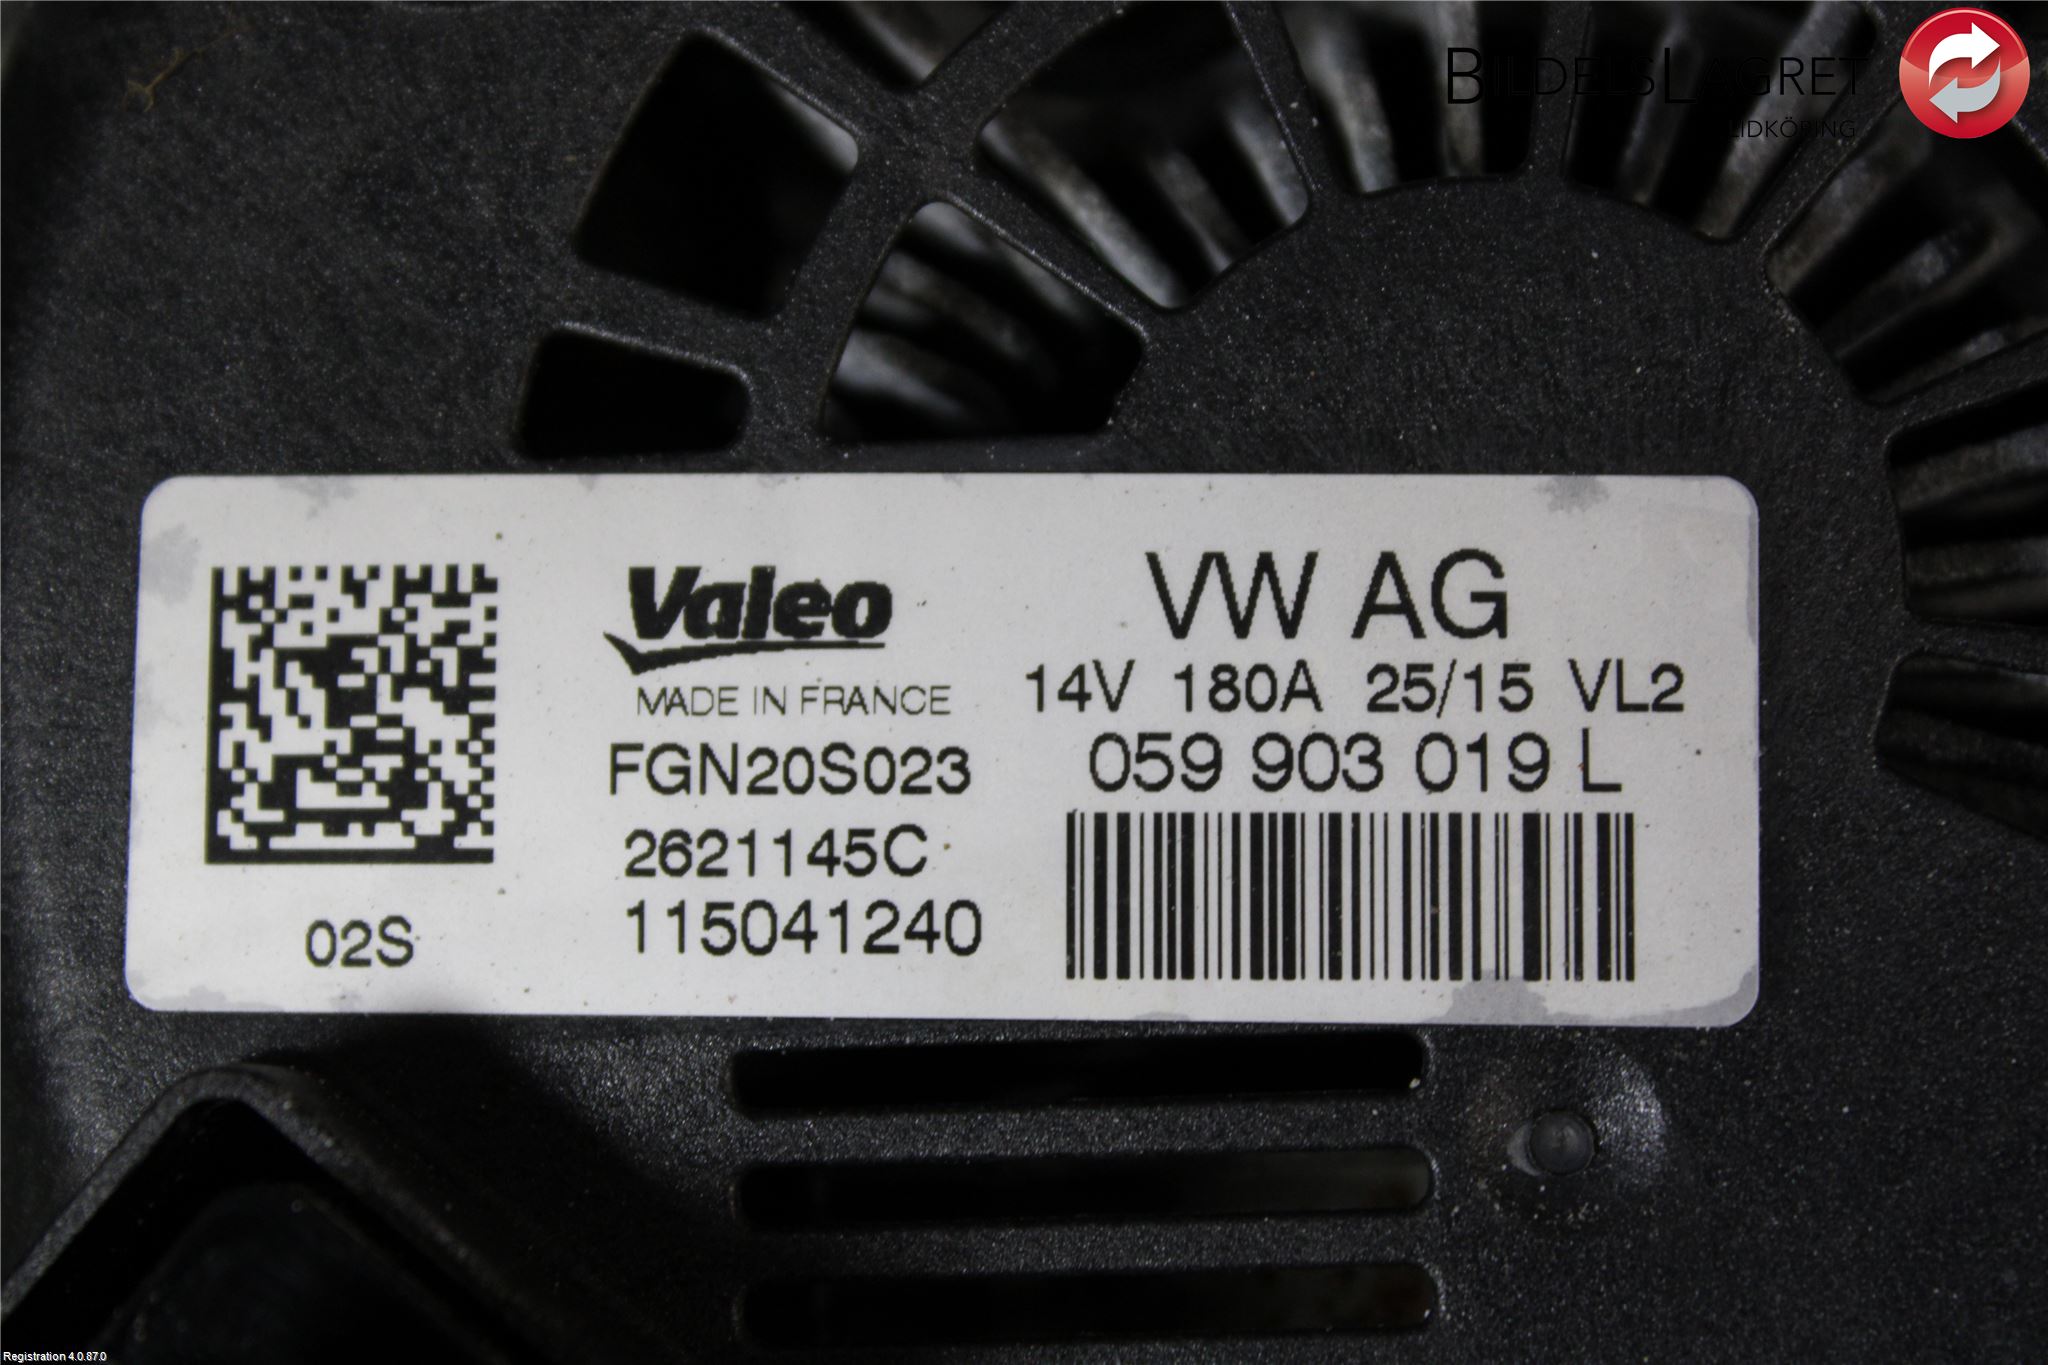 BILDELSLAGRET
LIDKÖRING
Valeo
MADE IN FRANCE
FGN20S023
2621145C
115041240
02S
VW AG
14V 180A 25/15 VL2
059 903 019 L
Registration 4.0.87.0